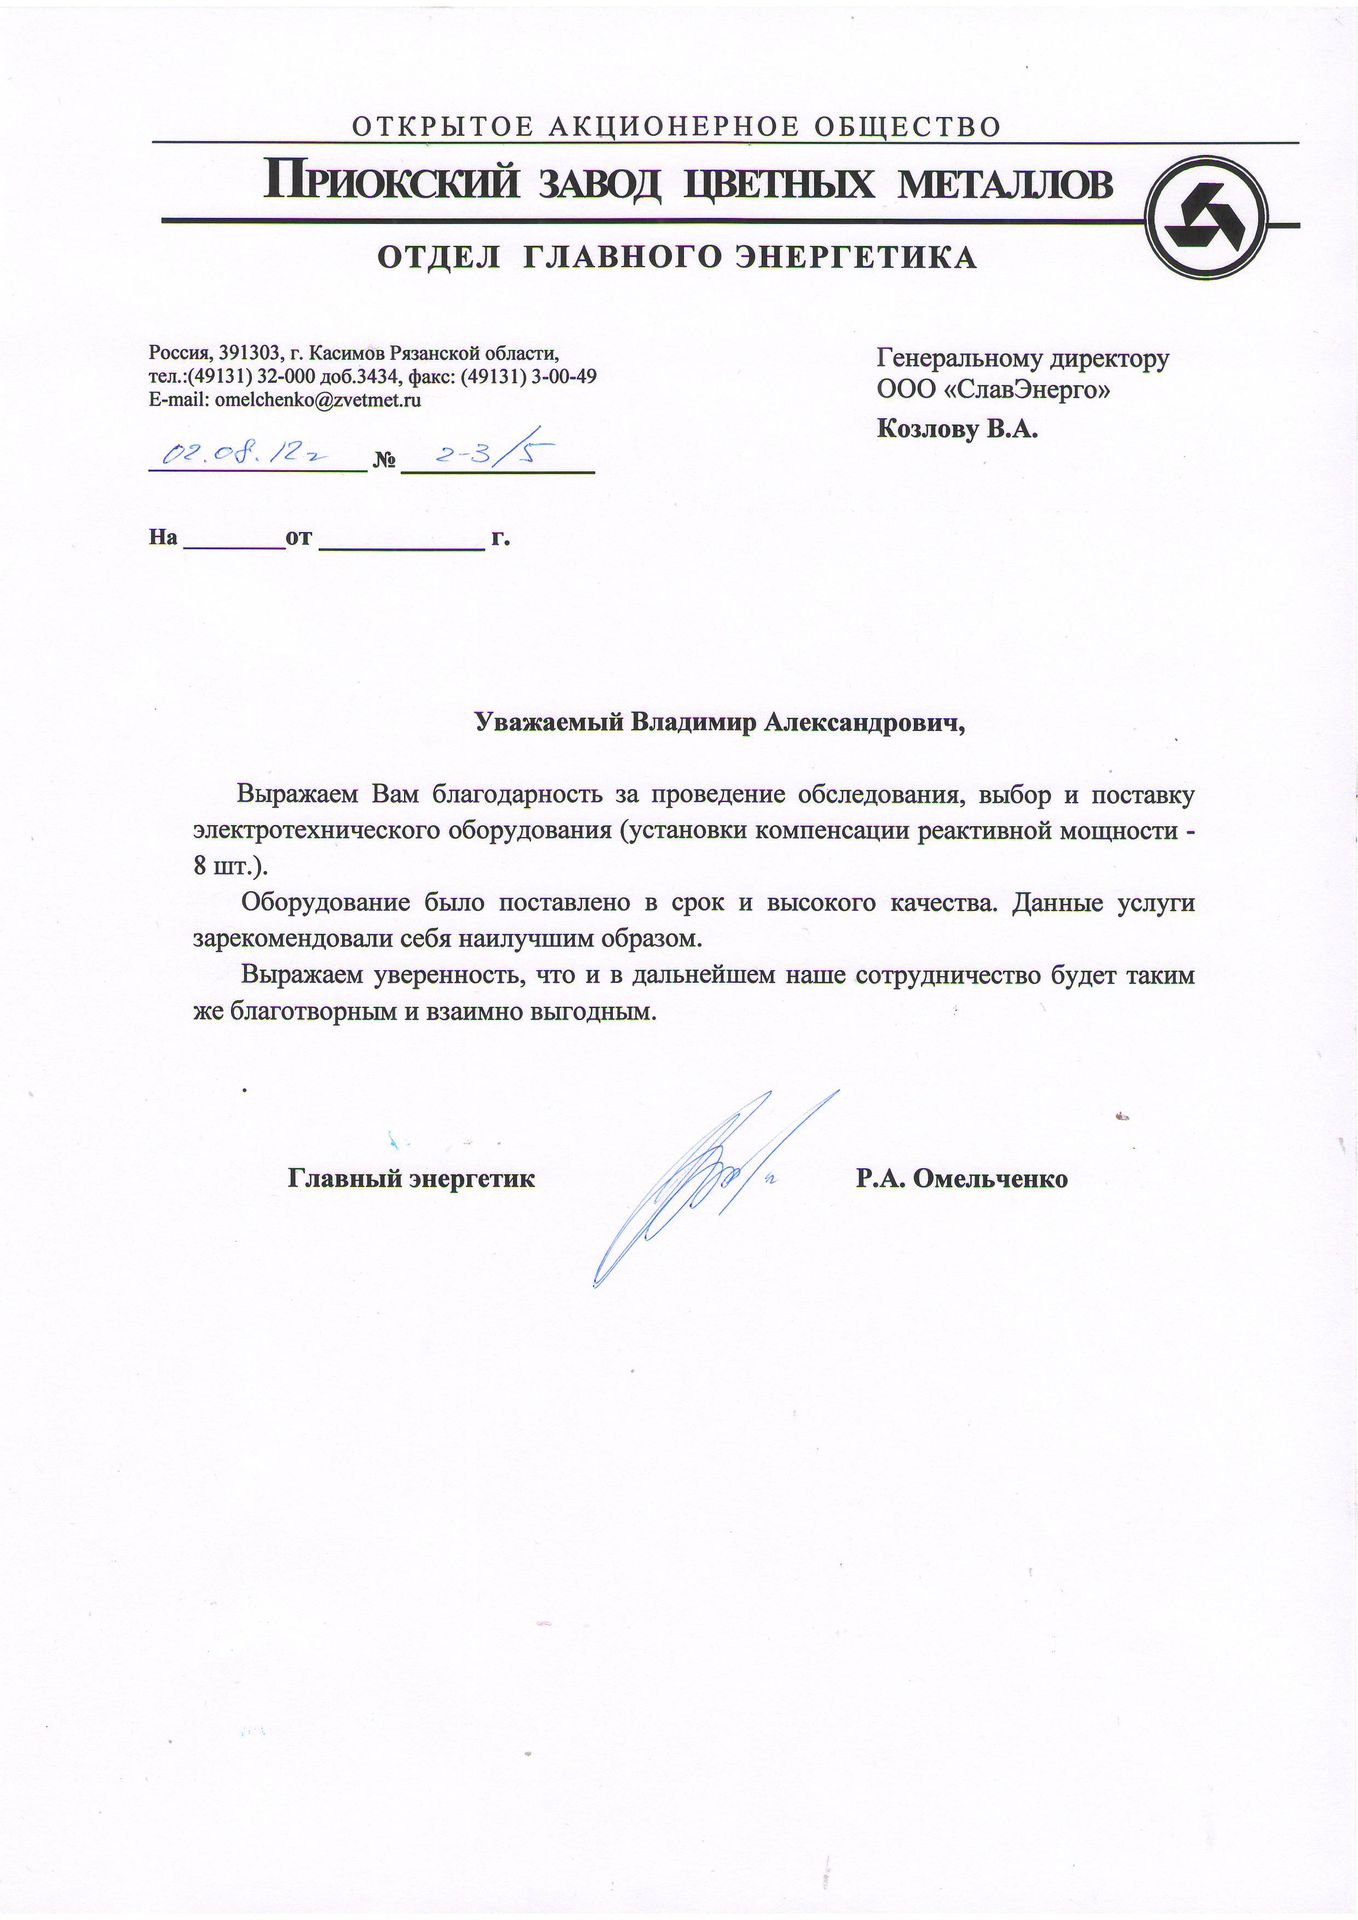 ОТКРЫТОЕ АКЦИОНЕРНОЕ ОБЩЕСТВО
ПРИОКСКИЙ ЗАВОД ЦВЕТНЫХ МЕТАЛЛОВ
ОТДЕЛ ГЛАВНОГО ЭНЕРГЕТИКА
Россия, 391303, г. Касимов Рязанской области,
тел.:(49131) 32-000 доб.3434, факс: (49131) 3-00-49
E-mail: omelchenko@zvetmet.ru
02.08.12г № 2-3/5
На ________от _____________ г.
Генеральному директору
ООО «СлавЭнерго»
Козлову В.А.
Уважаемый Владимир Александрович,
Выражаем Вам благодарность за проведение обследования, выбор и поставку
электротехнического оборудования (установки компенсации реактивной мощности -
8 шт.).
Оборудование было поставлено в срок и высокого качества. Данные услуги
зарекомендовали себя наилучшим образом.
Выражаем уверенность, что и в дальнейшем наше сотрудничество будет таким
же благотворным и взаимно выгодным.
Главный энергетик Р.А. Омельченко